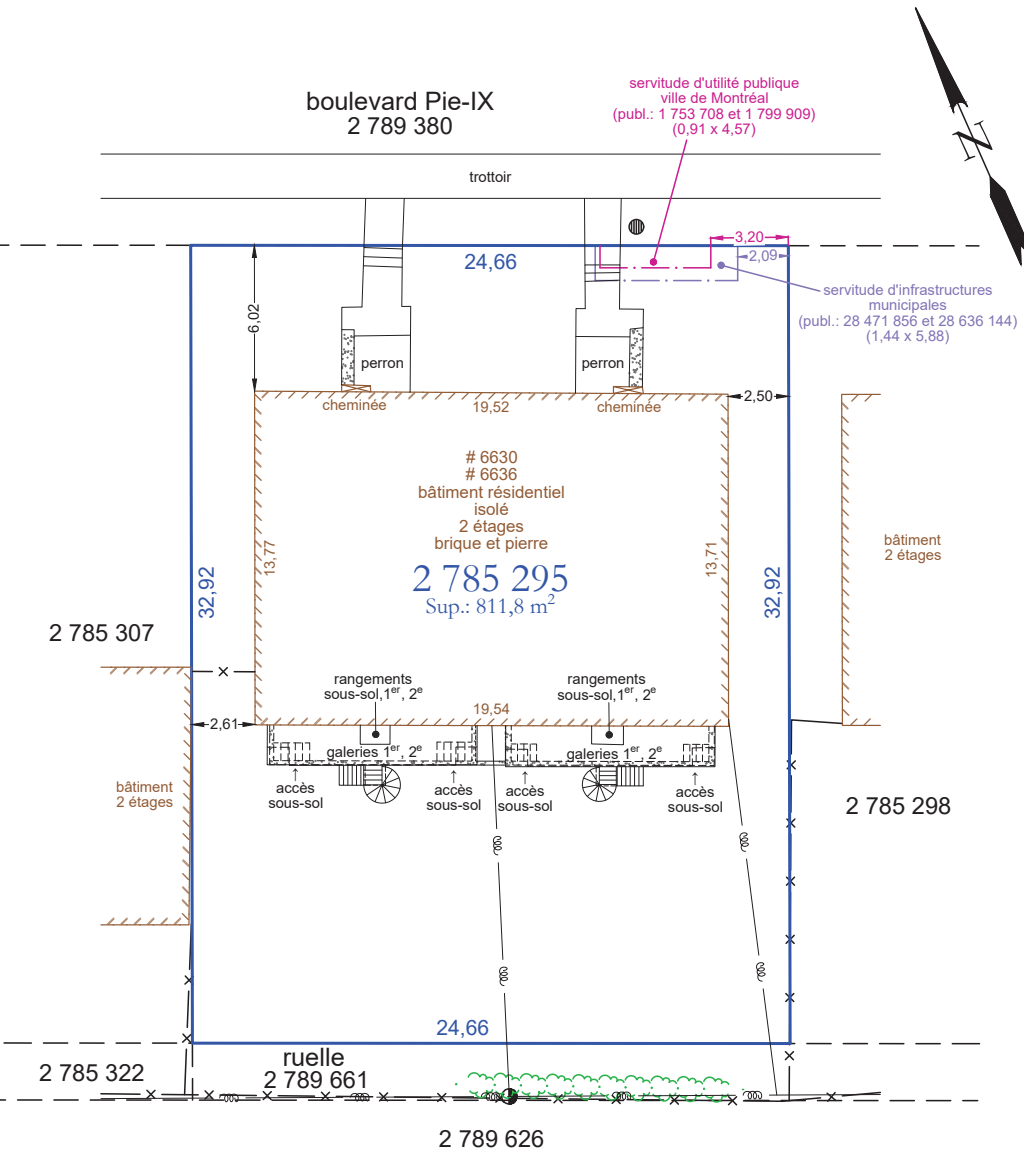 servitude d'utilité publique
ville de Montréal
(publ.: 1 753 708 et 1 799 909)
(0,91 x 4,57)
boulevard Pie-IX
2 789 380
N
trottoir
3,20
24,66
2,09
servitude d'infrastructures
municipales
(publ.: 28 471 856 et 28 636 144)
(1,44 x 5,88)
6,02
perron
perron
2,50
cheminée
19,52
cheminée
# 6630
# 6636
bâtiment résidentiel
isolé
2 étages
brique et pierre
13,77
13,71
bâtiment
2 étages
2 785 295
Sup.: 811,8 m²
32,92
32,92
2 785 307
rangements
sous-sol,1er, 2e
rangements
sous-sol,1er, 2e
19,54
2,61
galeries 1er, 2e
galeries 1er, 2e
bâtiment
2 étages
accès
sous-sol
accès
sous-sol
accès
sous-sol
accès
sous-sol
2 785 298
24,66
ruelle
2 789 661
2 785 322
2 789 626